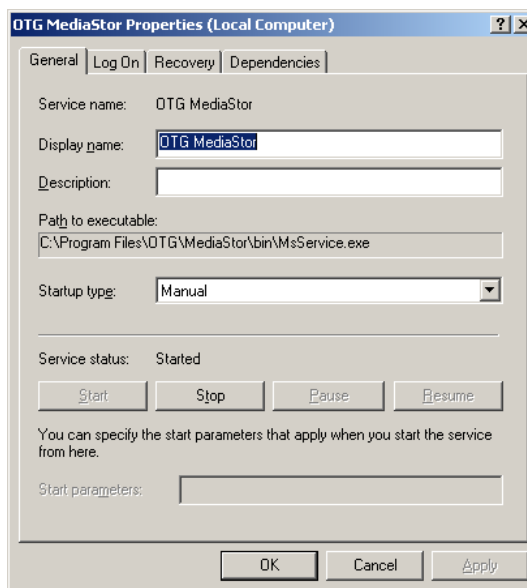 OTG MediaStor Properties (Local Computer)
General Log On Recovery Dependencies
Service name: OTG MediaStor
Display name: OTG MediaStor
Description:
Path to executable:
C:\Program Files\OTG\MediaStor\bin\MsService.exe
Startup type: Manual
Service status: Started
Start Stop Pause Resume
You can specify the start parameters that apply when you start the service
from here.
Start parameters:
OK Cancel Apply